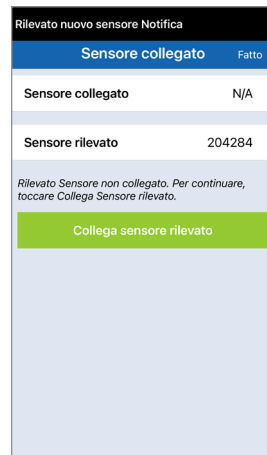 Rilevato nuovo sensore Notifica
Sensore collegato Fatto
Sensore collegato N/A
Sensore rilevato 204284
Rilevato Sensore non collegato. Per continuare,
toccare Collega Sensore rilevato.
Collega sensore rilevato